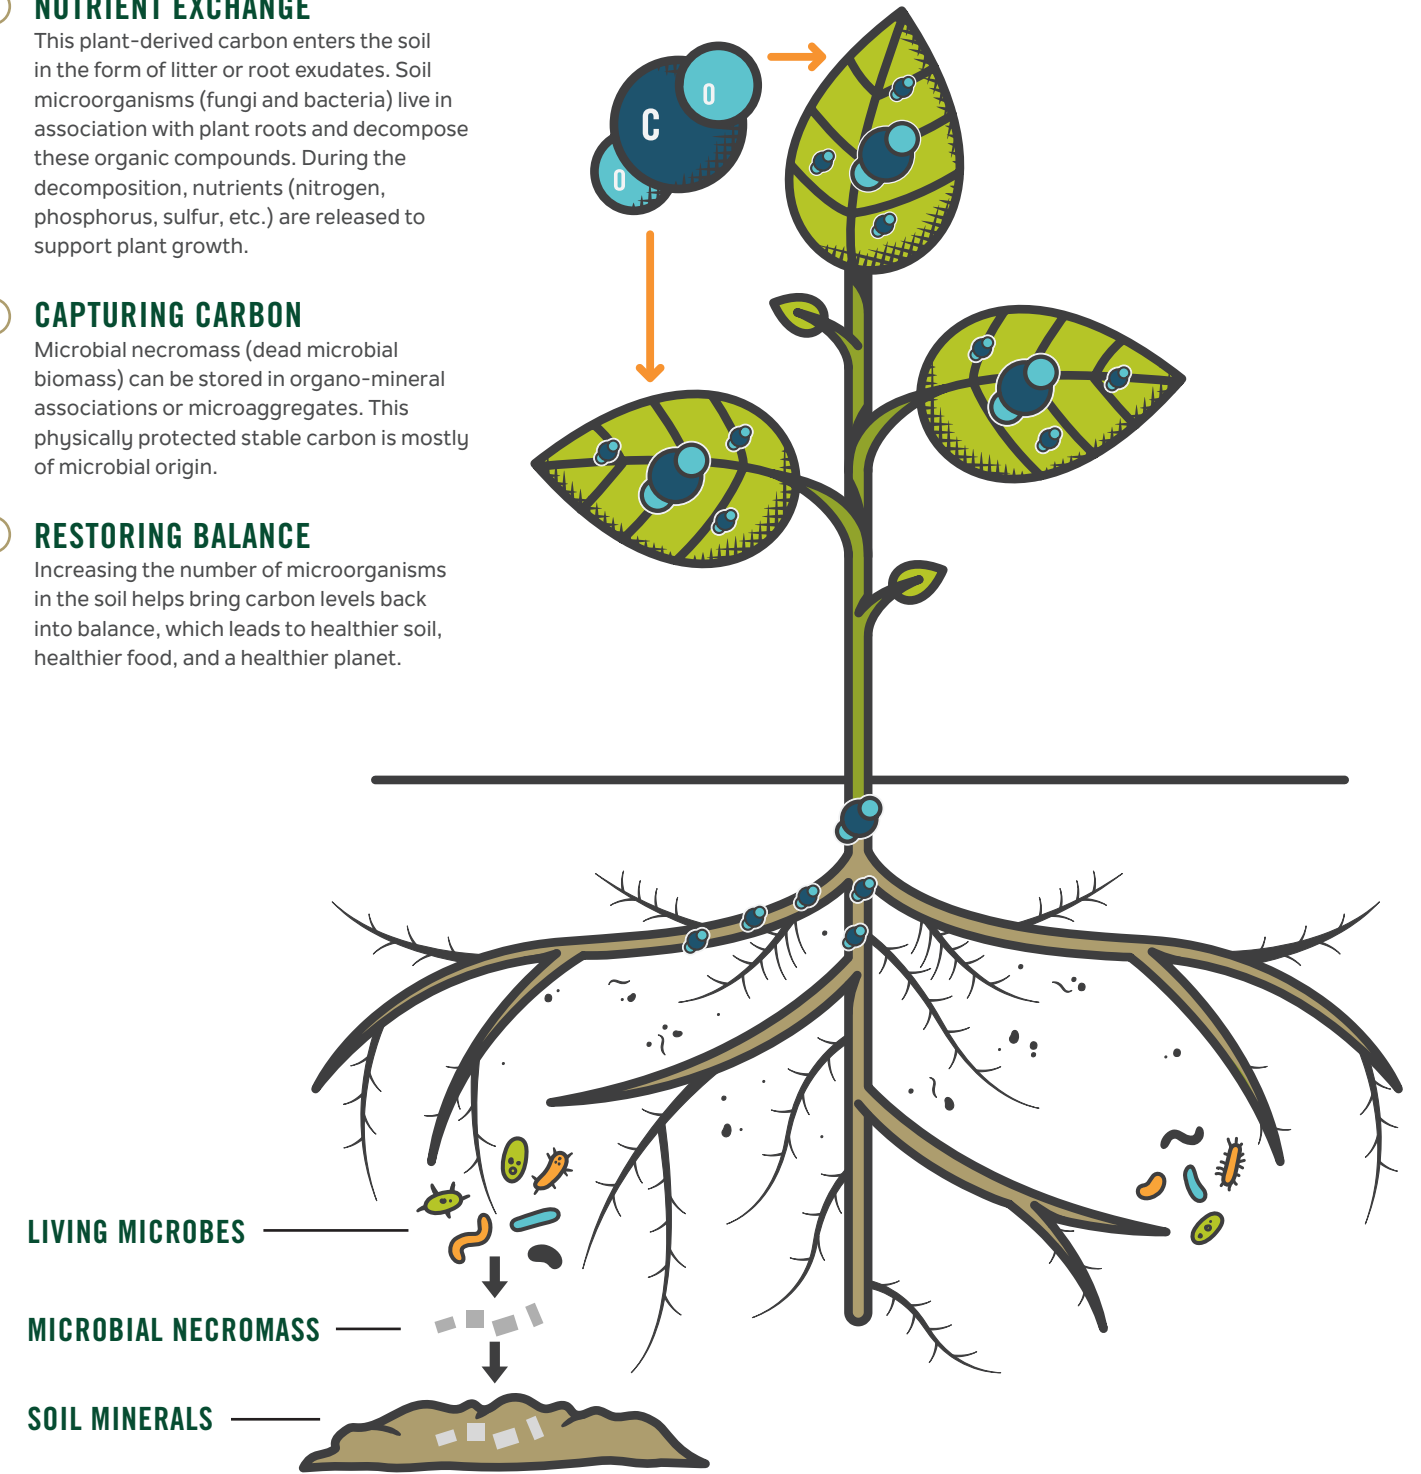 NUTRIENT EXCHANGE
This plant-derived carbon enters the soil
in the form of litter or root exudates. Soil
microorganisms (fungi and bacteria) live in
association with plant roots and decompose
these organic compounds. During the
decomposition, nutrients (nitrogen,
phosphorus, sulfur, etc.) are released to
support plant growth.
CAPTURING CARBON
Microbial necromass (dead microbial
biomass) can be stored in organo-mineral
associations or microaggregates. This
physically protected stable carbon is mostly
of microbial origin.
RESTORING BALANCE
Increasing the number of microorganisms
in the soil helps bring carbon levels back
into balance, which leads to healthier soil,
healthier food, and a healthier planet.
O
C
O
LIVING MICROBES
MICROBIAL NECROMASS
SOIL MINERALS